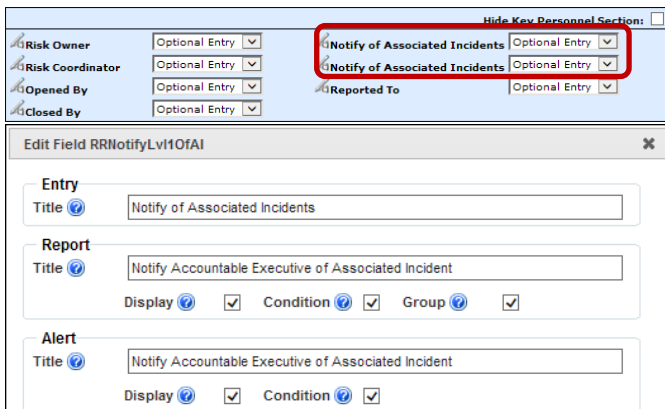 Hide Key Personnel Section:
Risk Owner Optional Entry Notify of Associated Incidents Optional Entry
Risk Coordinator Optional Entry Notify of Associated Incidents Optional Entry
Opened By Optional Entry Reported To Optional Entry
Closed By Optional Entry
Edit Field RRNotifyLvl1OfAI
Entry
Title Notify of Associated Incidents
Report
Title Notify Accountable Executive of Associated Incident
Display Condition Group
Alert
Title Notify Accountable Executive of Associated Incident
Display Condition